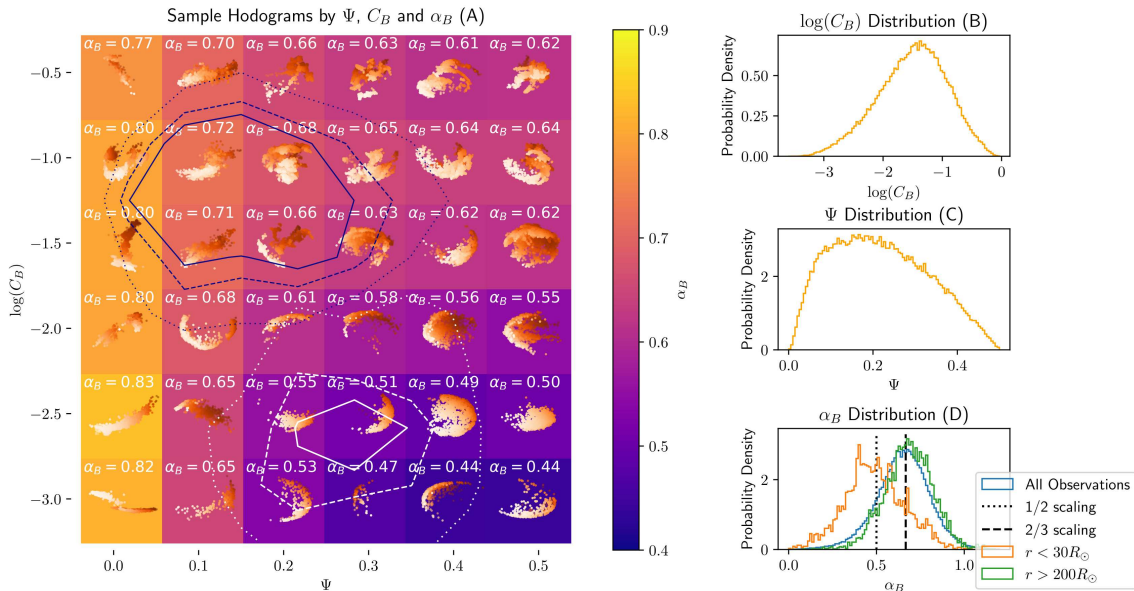 Sample Hodograms by Ψ, C_B and α_B (A)
α_B = 0.77 α_B = 0.70 α_B = 0.66 α_B = 0.63 α_B = 0.61 α_B = 0.62
α_B = 0.80 α_B = 0.72 α_B = 0.68 α_B = 0.65 α_B = 0.64 α_B = 0.64
α_B = 0.80 α_B = 0.71 α_B = 0.66 α_B = 0.63 α_B = 0.62 α_B = 0.62
α_B = 0.80 α_B = 0.68 α_B = 0.61 α_B = 0.58 α_B = 0.56 α_B = 0.55
α_B = 0.83 α_B = 0.65 α_B = 0.55 α_B = 0.51 α_B = 0.49 α_B = 0.50
α_B = 0.82 α_B = 0.65 α_B = 0.53 α_B = 0.47 α_B = 0.44 α_B = 0.44
−0.5
−1.0
−1.5
−2.0
−2.5
−3.0
log(C_B)
0.0 0.1 0.2 0.3 0.4 0.5
Ψ
0.9
0.8
0.7
0.6
0.5
0.4
α_B
log(C_B) Distribution (B)
Probability Density
0.75
0.50
0.25
0.00
−3 −2 −1 0
log(C_B)
Ψ Distribution (C)
Probability Density
2
0
0.0 0.2 0.4
Ψ
α_B Distribution (D)
Probability Density
2
0
0.0 0.5 1.0
α_B
All Observations
1/2 scaling
2/3 scaling
r < 30R_⊙
r > 200R_⊙